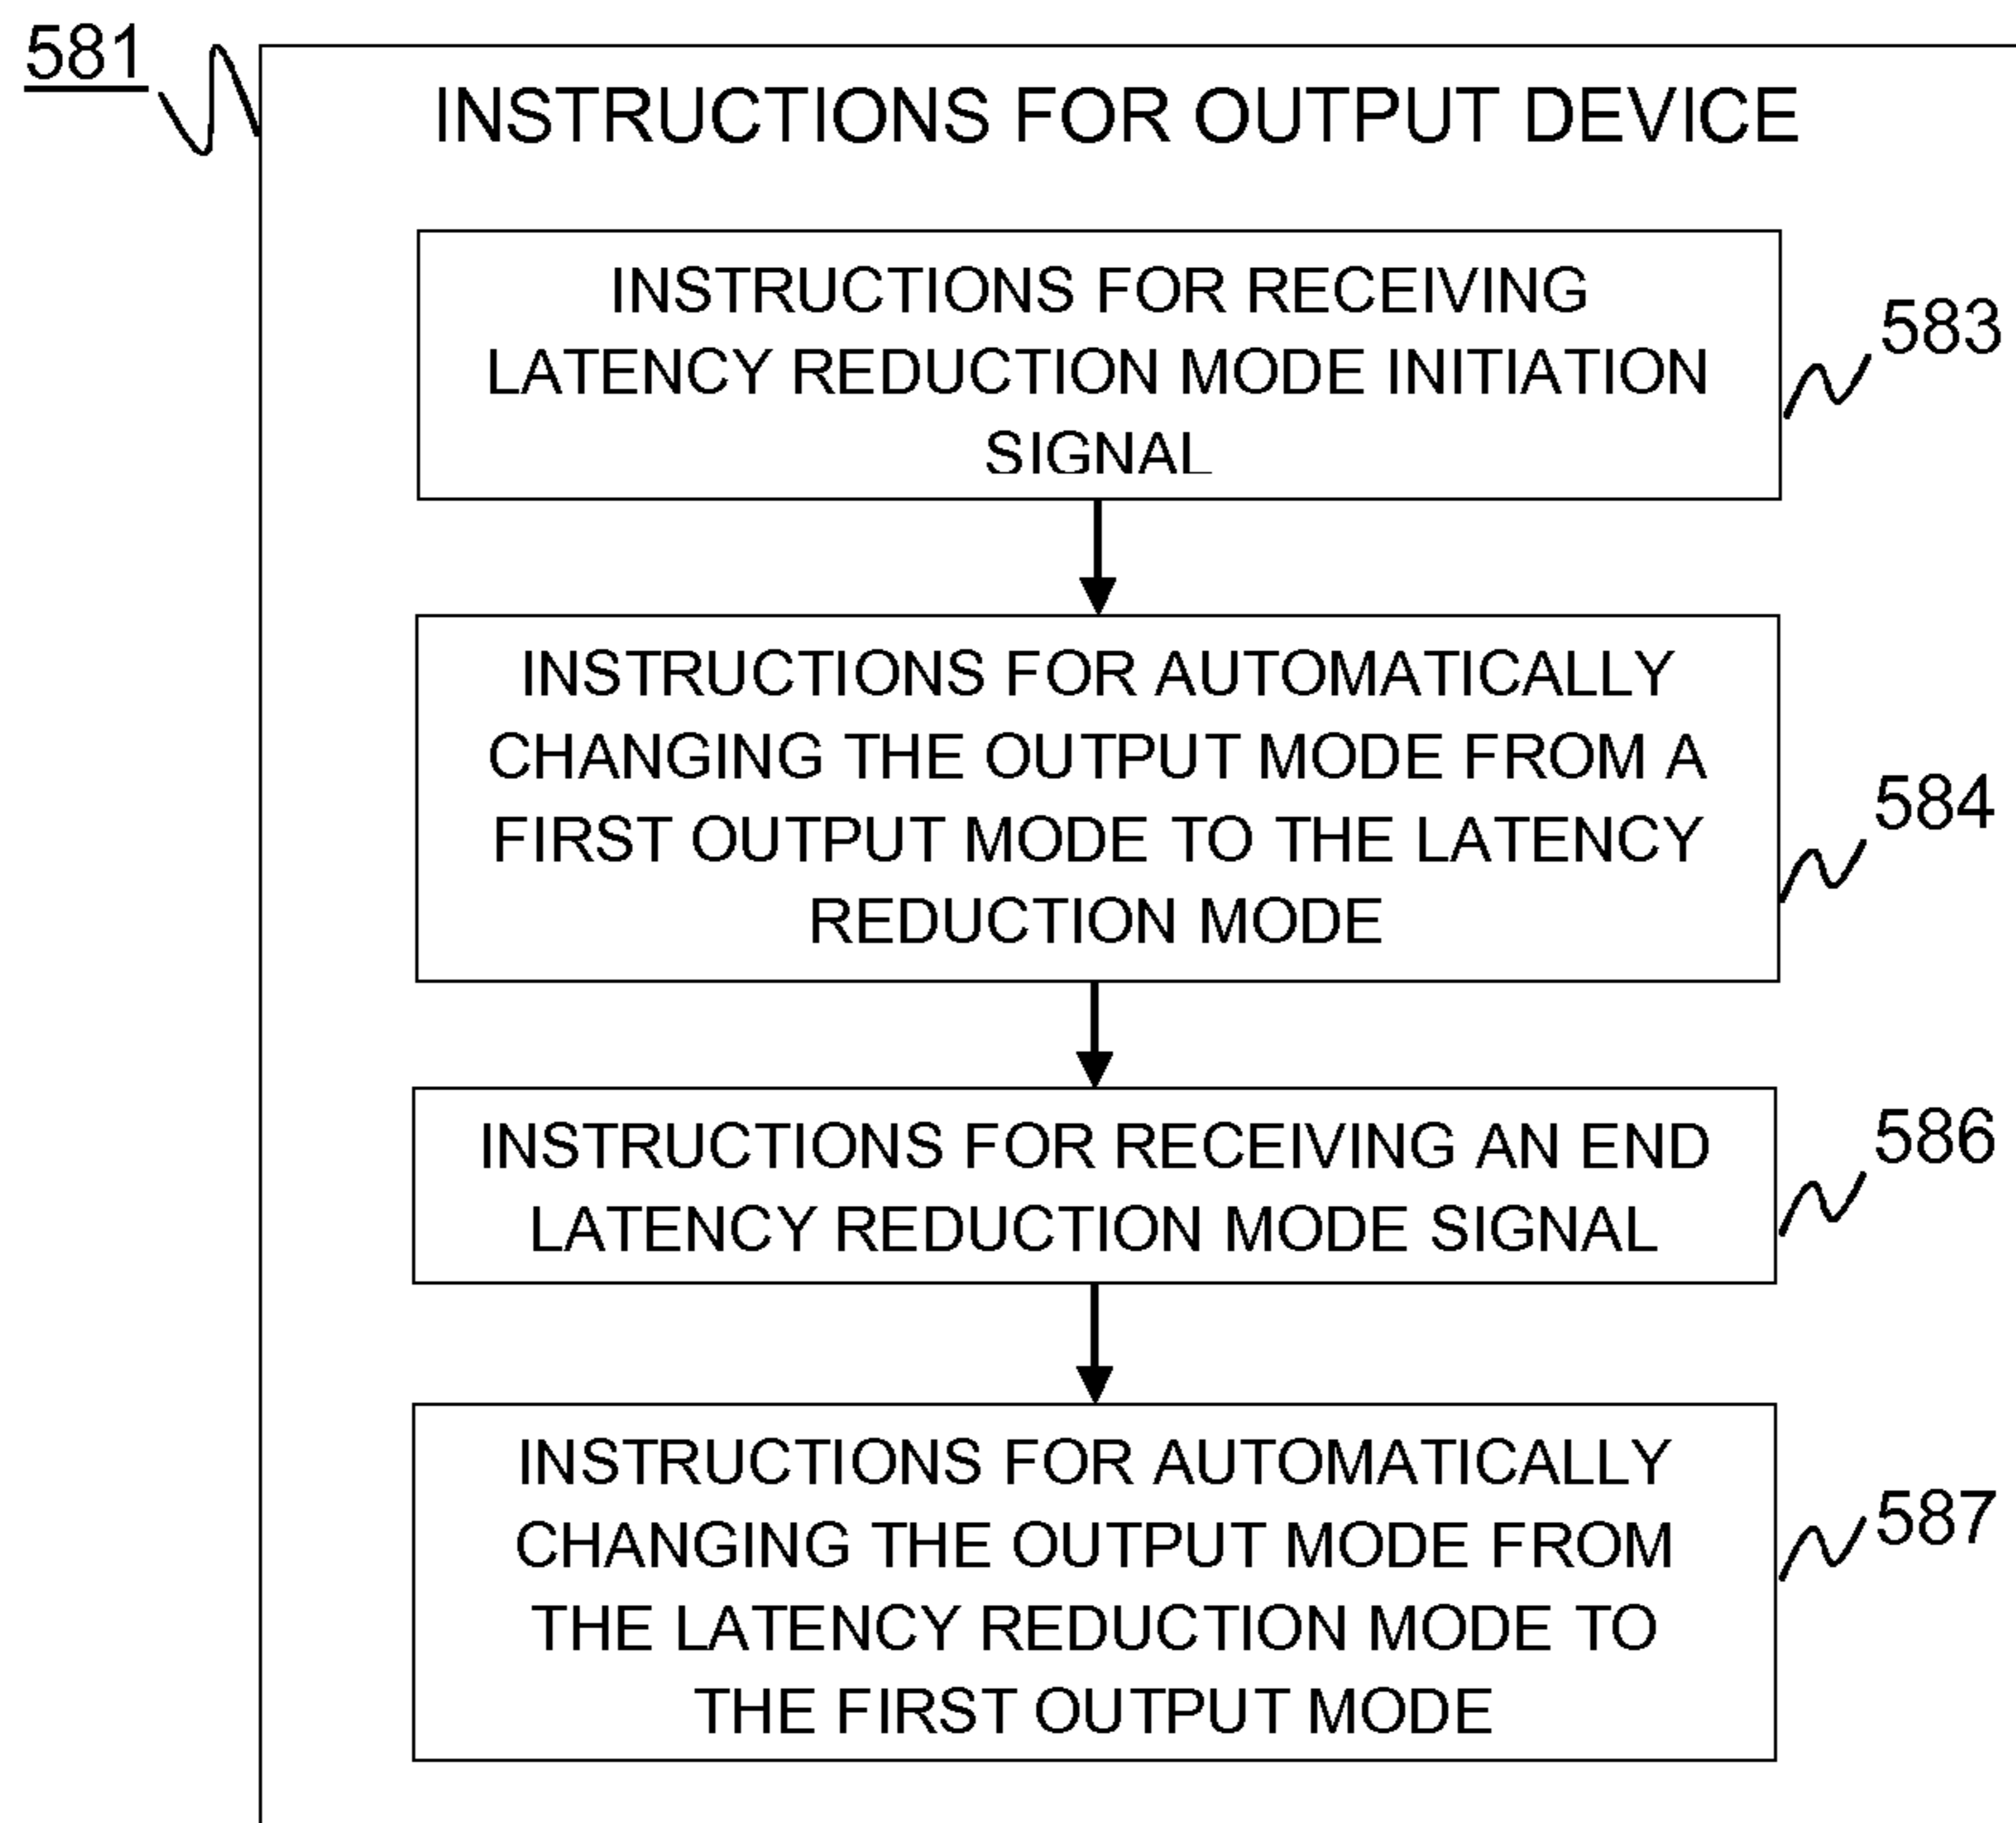 581
INSTRUCTIONS FOR OUTPUT DEVICE
INSTRUCTIONS FOR RECEIVING
LATENCY REDUCTION MODE INITIATION
SIGNAL
583
INSTRUCTIONS FOR AUTOMATICALLY
CHANGING THE OUTPUT MODE FROM A
FIRST OUTPUT MODE TO THE LATENCY
REDUCTION MODE
584
INSTRUCTIONS FOR RECEIVING AN END
LATENCY REDUCTION MODE SIGNAL
586
INSTRUCTIONS FOR AUTOMATICALLY
CHANGING THE OUTPUT MODE FROM
THE LATENCY REDUCTION MODE TO
THE FIRST OUTPUT MODE
587